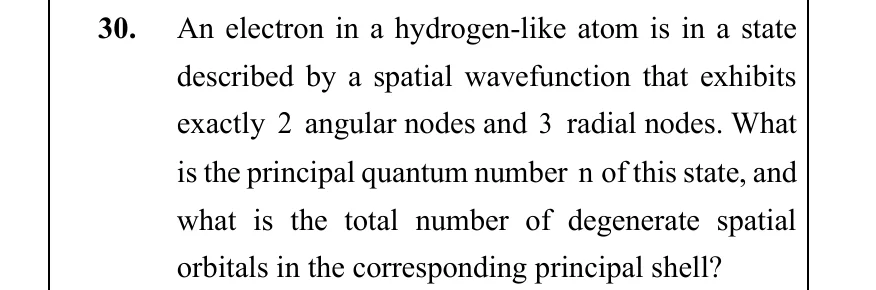 30. An electron in a hydrogen-like atom is in a state
described by a spatial wavefunction that exhibits
exactly 2 angular nodes and 3 radial nodes. What
is the principal quantum number n of this state, and
what is the total number of degenerate spatial
orbitals in the corresponding principal shell?